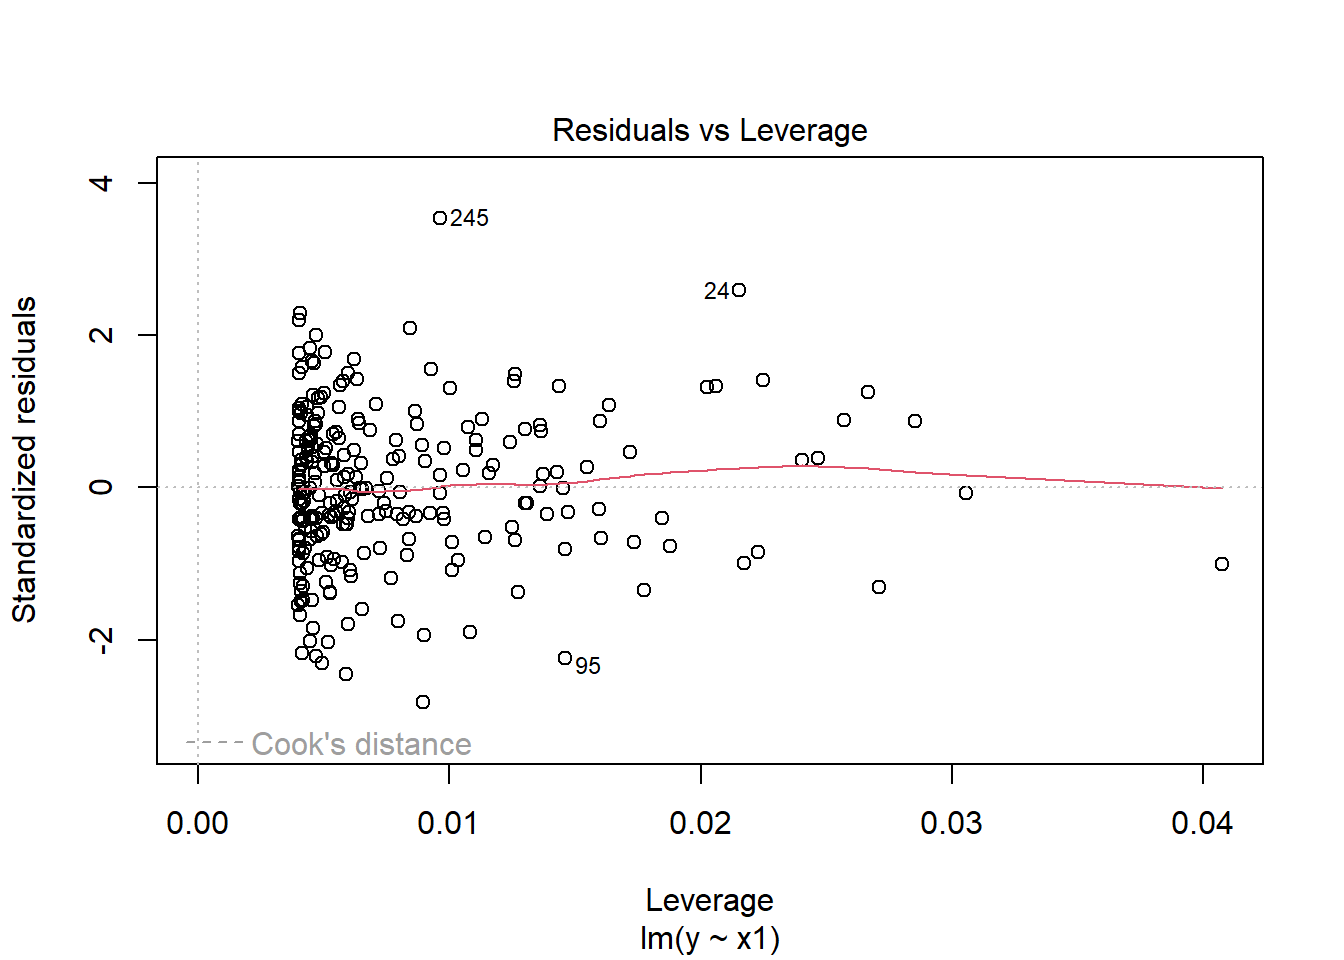 Residuals vs Leverage
Standardized residuals
4
2
0
-2
245
24
95
Cook's distance
0.00 0.01 0.02 0.03 0.04
Leverage
lm(y ~ x1)